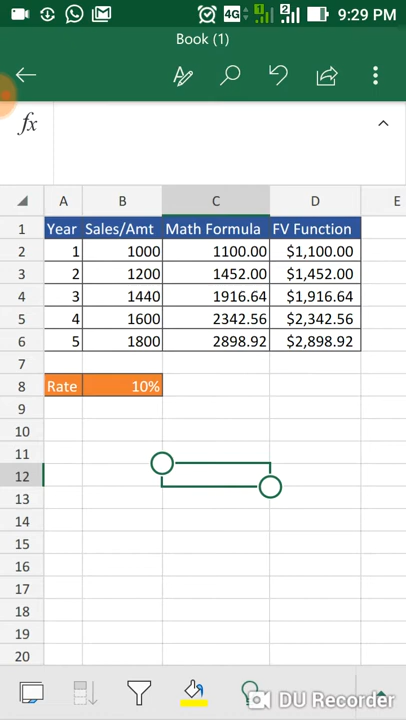 4G 1 2 9:29 PM
Book (1)
fx
A B C D E
1 Year Sales/Amt Math Formula FV Function
2 1 1000 1100.00 $1,100.00
3 2 1200 1452.00 $1,452.00
4 3 1440 1916.64 $1,916.64
5 4 1600 2342.56 $2,342.56
6 5 1800 2898.92 $2,898.92
7
8 Rate 10%
9
10
11
12
13
14
15
16
17
18
19
20
DU Recorder